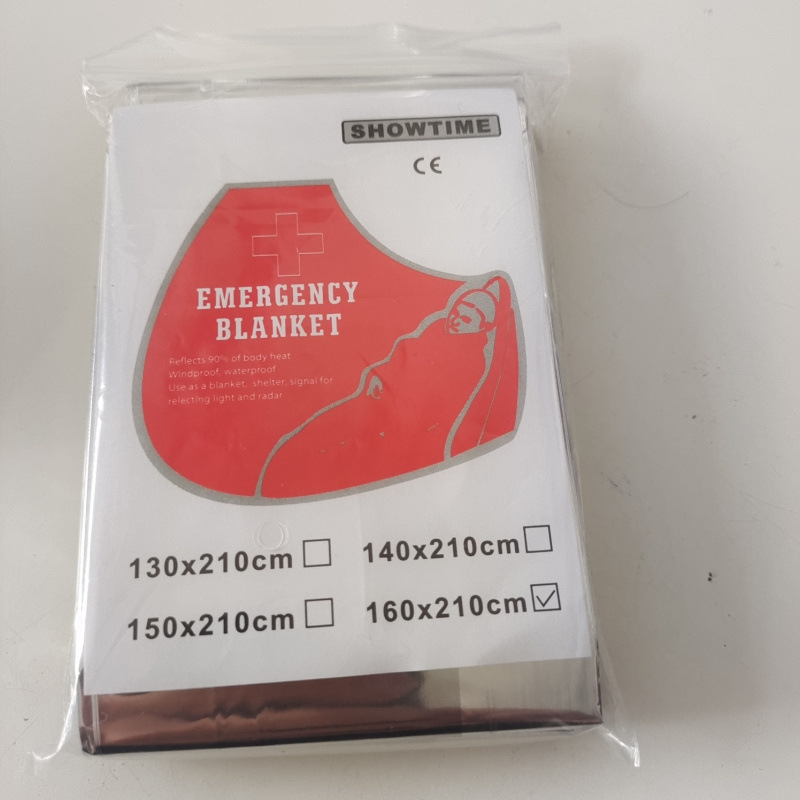 SHOWTIME
CE
EMERGENCY
BLANKET
Reflects 90% of body heat
Windproof, waterproof
Use as a blanket, shelter, signal for
relecting light and radar
130x210cm 140x210cm
150x210cm 160x210cm